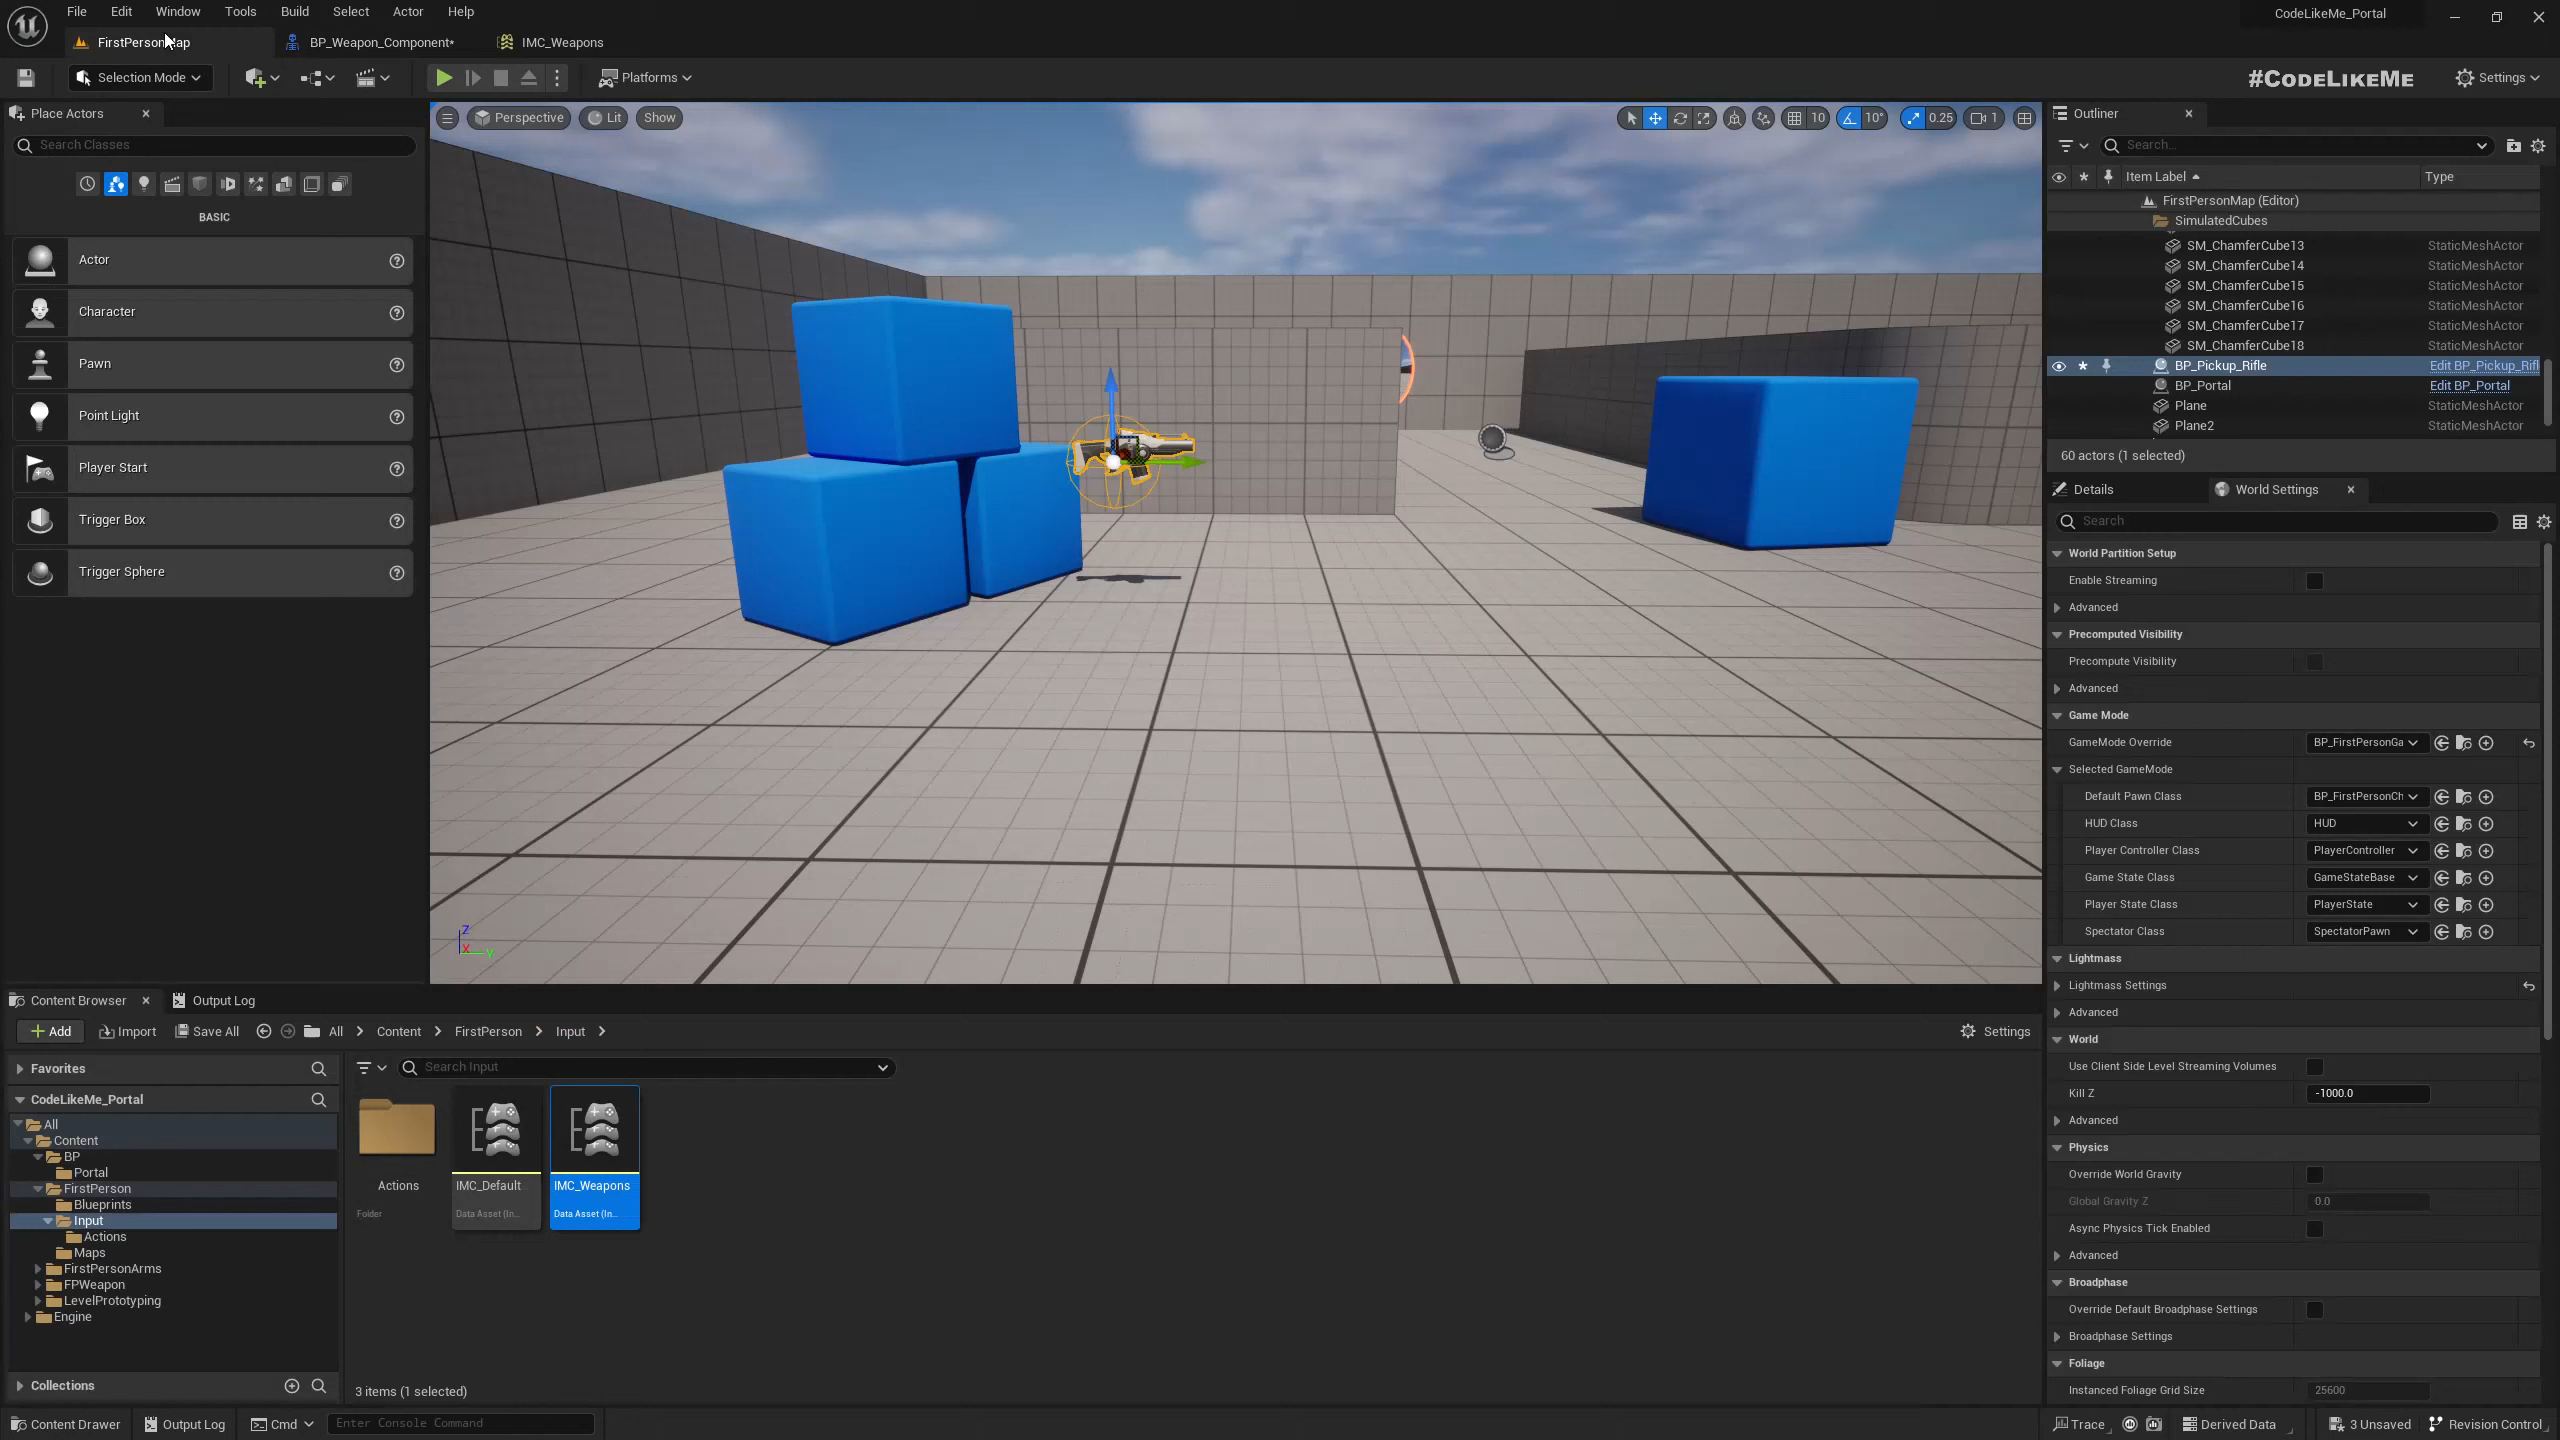 File Edit Window Tools Build Select Actor Help
CodeLikeMe_Portal
FirstPersonMap
BP_Weapon_Component*
IMC_Weapons
Selection Mode
Platforms
#CODELIKEME
Settings
Place Actors
Search Classes
BASIC
Actor
Character
Pawn
Point Light
Player Start
Trigger Box
Trigger Sphere
Perspective
Lit
Show
10
10°
0.25
1
Z
X
Y
Outliner
Search...
Item Label
Type
FirstPersonMap (Editor)
SimulatedCubes
SM_ChamferCube13 StaticMeshActor
SM_ChamferCube14 StaticMeshActor
SM_ChamferCube15 StaticMeshActor
SM_ChamferCube16 StaticMeshActor
SM_ChamferCube17 StaticMeshActor
SM_ChamferCube18 StaticMeshActor
BP_Pickup_Rifle Edit BP_Pickup_Rifl
BP_Portal Edit BP_Portal
Plane StaticMeshActor
Plane2 StaticMeshActor
60 actors (1 selected)
Details
World Settings
Search
World Partition Setup
Enable Streaming
Advanced
Precomputed Visibility
Precompute Visibility
Advanced
Game Mode
GameMode Override BP_FirstPersonGa
Selected GameMode
Default Pawn Class BP_FirstPersonCh
HUD Class HUD
Player Controller Class PlayerController
Game State Class GameStateBase
Player State Class PlayerState
Spectator Class SpectatorPawn
Lightmass
Lightmass Settings
Advanced
World
Use Client Side Level Streaming Volumes
Kill Z -1000.0
Advanced
Physics
Override World Gravity
Global Gravity Z 0.0
Async Physics Tick Enabled
Advanced
Broadphase
Override Default Broadphase Settings
Broadphase Settings
Foliage
Instanced Foliage Grid Size 25600
Content Browser
Output Log
Add
Import
Save All
All
Content
FirstPerson
Input
Settings
Favorites
CodeLikeMe_Portal
All
Content
BP
Portal
FirstPerson
Blueprints
Input
Actions
Maps
FirstPersonArms
FPWeapon
LevelPrototyping
Engine
Collections
Search Input
Actions
Folder
IMC_Default
Data Asset (In...
IMC_Weapons
Data Asset (In...
3 items (1 selected)
Content Drawer
Output Log
Cmd
Enter Console Command
Trace
Derived Data
3 Unsaved
Revision Control